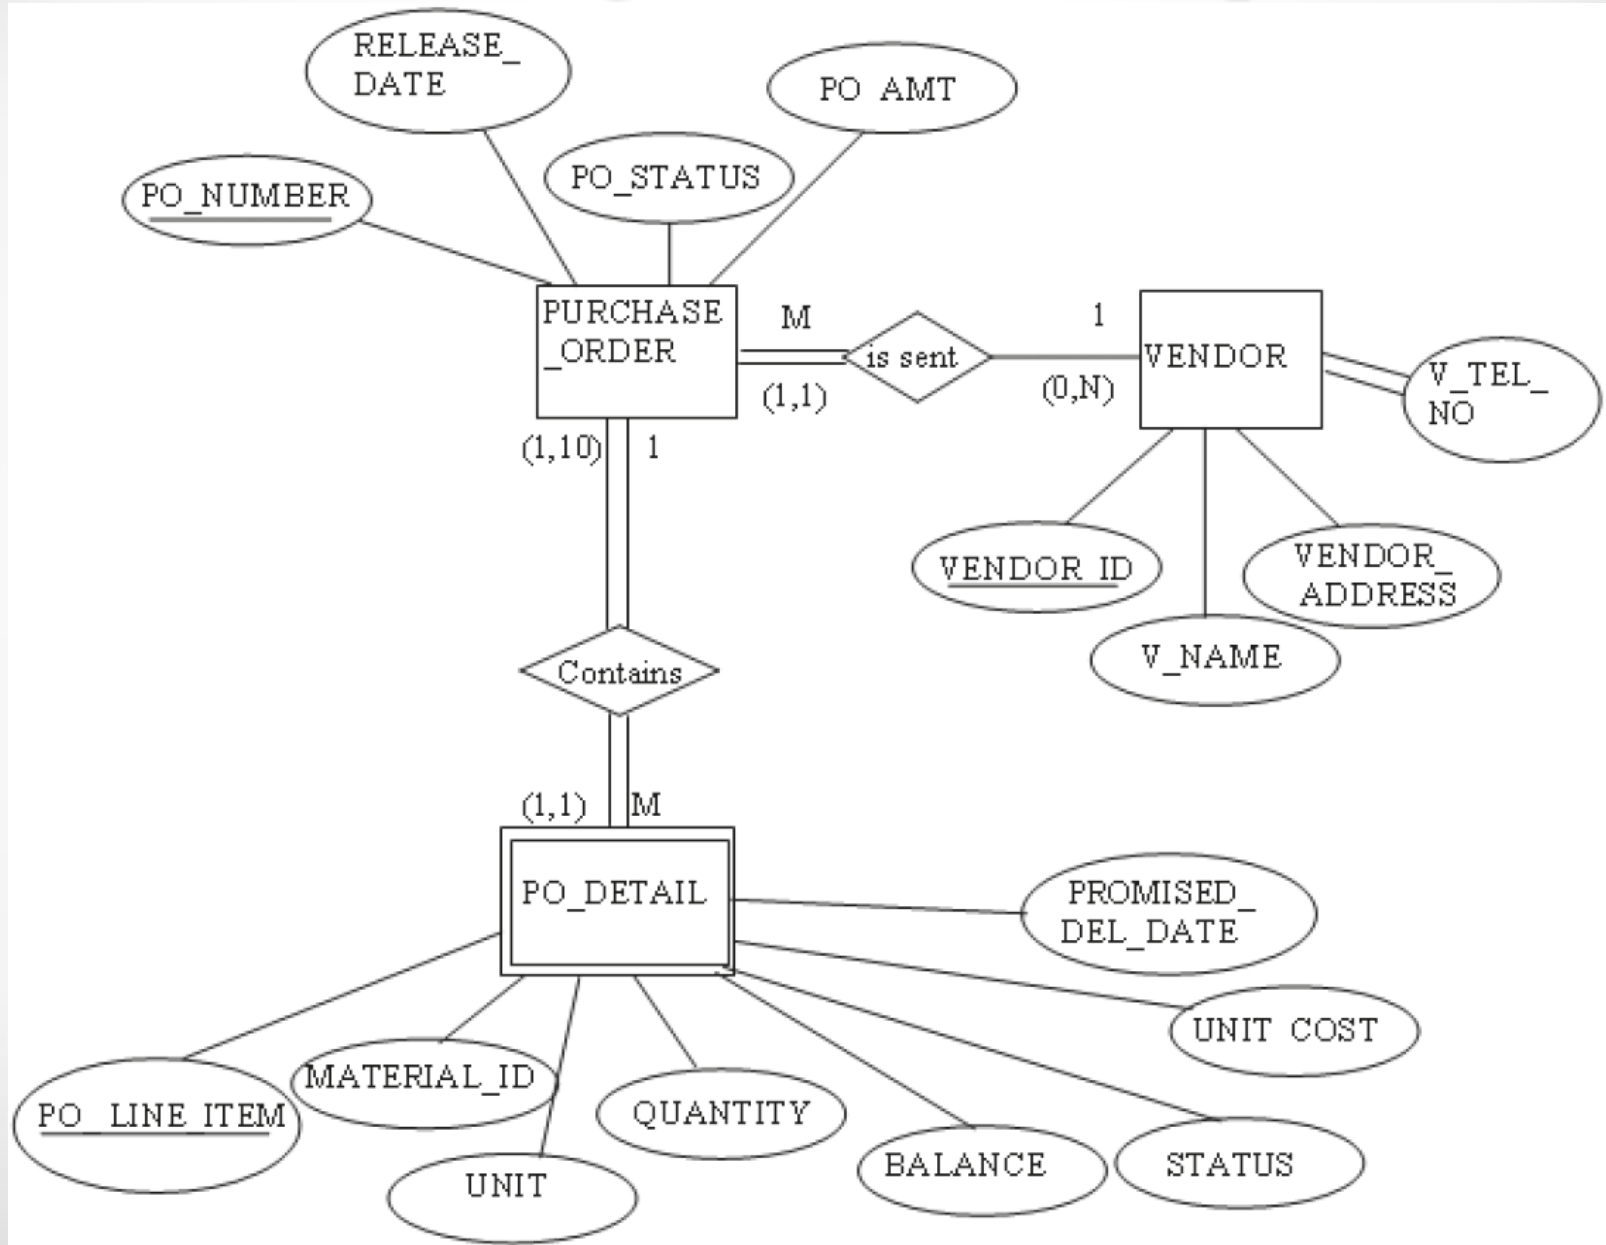 RELEASE_
DATE
PO AMT
PO_STATUS
PO_NUMBER
PURCHASE
_ORDER
M
is sent
1
VENDOR
(1,1)
(0,N)
V_TEL_
NO
(1,10)
1
VENDOR ID
VENDOR_
ADDRESS
V_NAME
Contains
(1,1)
M
PO_DETAIL
PROMISED_
DEL_DATE
UNIT COST
MATERIAL_ID
PO_ LINE ITEM
QUANTITY
BALANCE
STATUS
UNIT